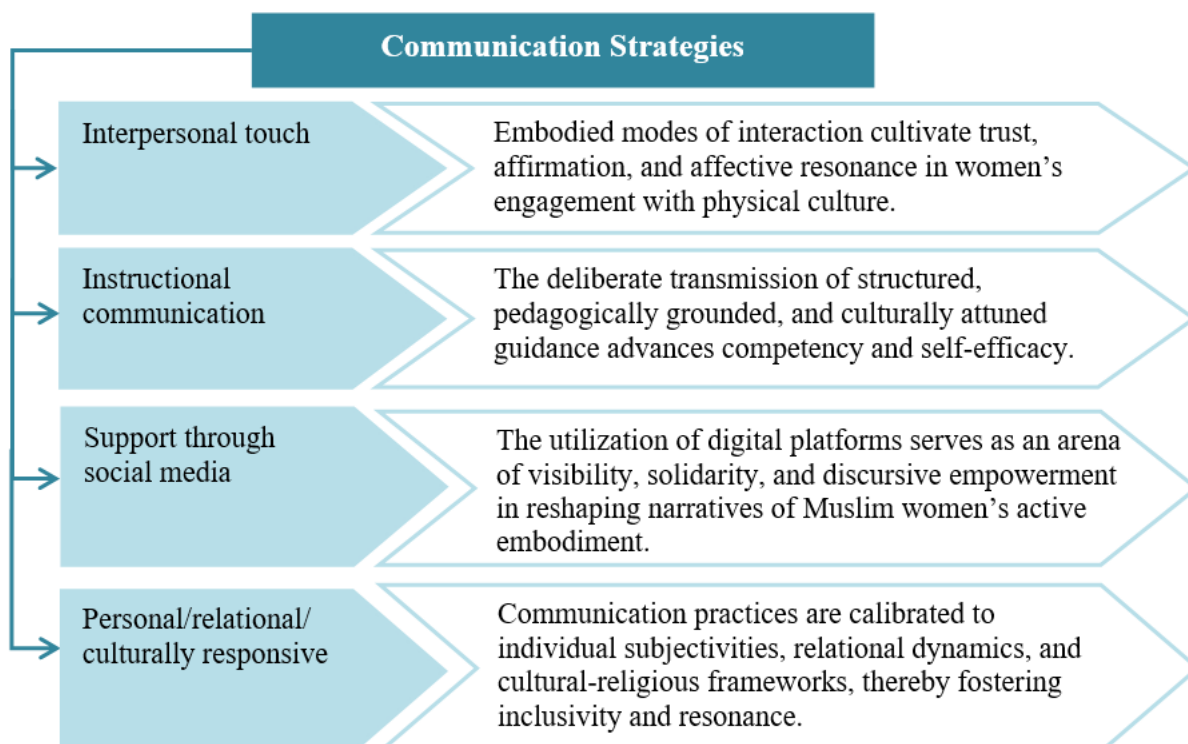 Communication Strategies
Interpersonal touch
Embodied modes of interaction cultivate trust,
affirmation, and affective resonance in women’s
engagement with physical culture.
Instructional
communication
The deliberate transmission of structured,
pedagogically grounded, and culturally attuned
guidance advances competency and self-efficacy.
Support through
social media
The utilization of digital platforms serves as an arena
of visibility, solidarity, and discursive empowerment
in reshaping narratives of Muslim women’s active
embodiment.
Personal/relational/
culturally responsive
Communication practices are calibrated to
individual subjectivities, relational dynamics, and
cultural-religious frameworks, thereby fostering
inclusivity and resonance.